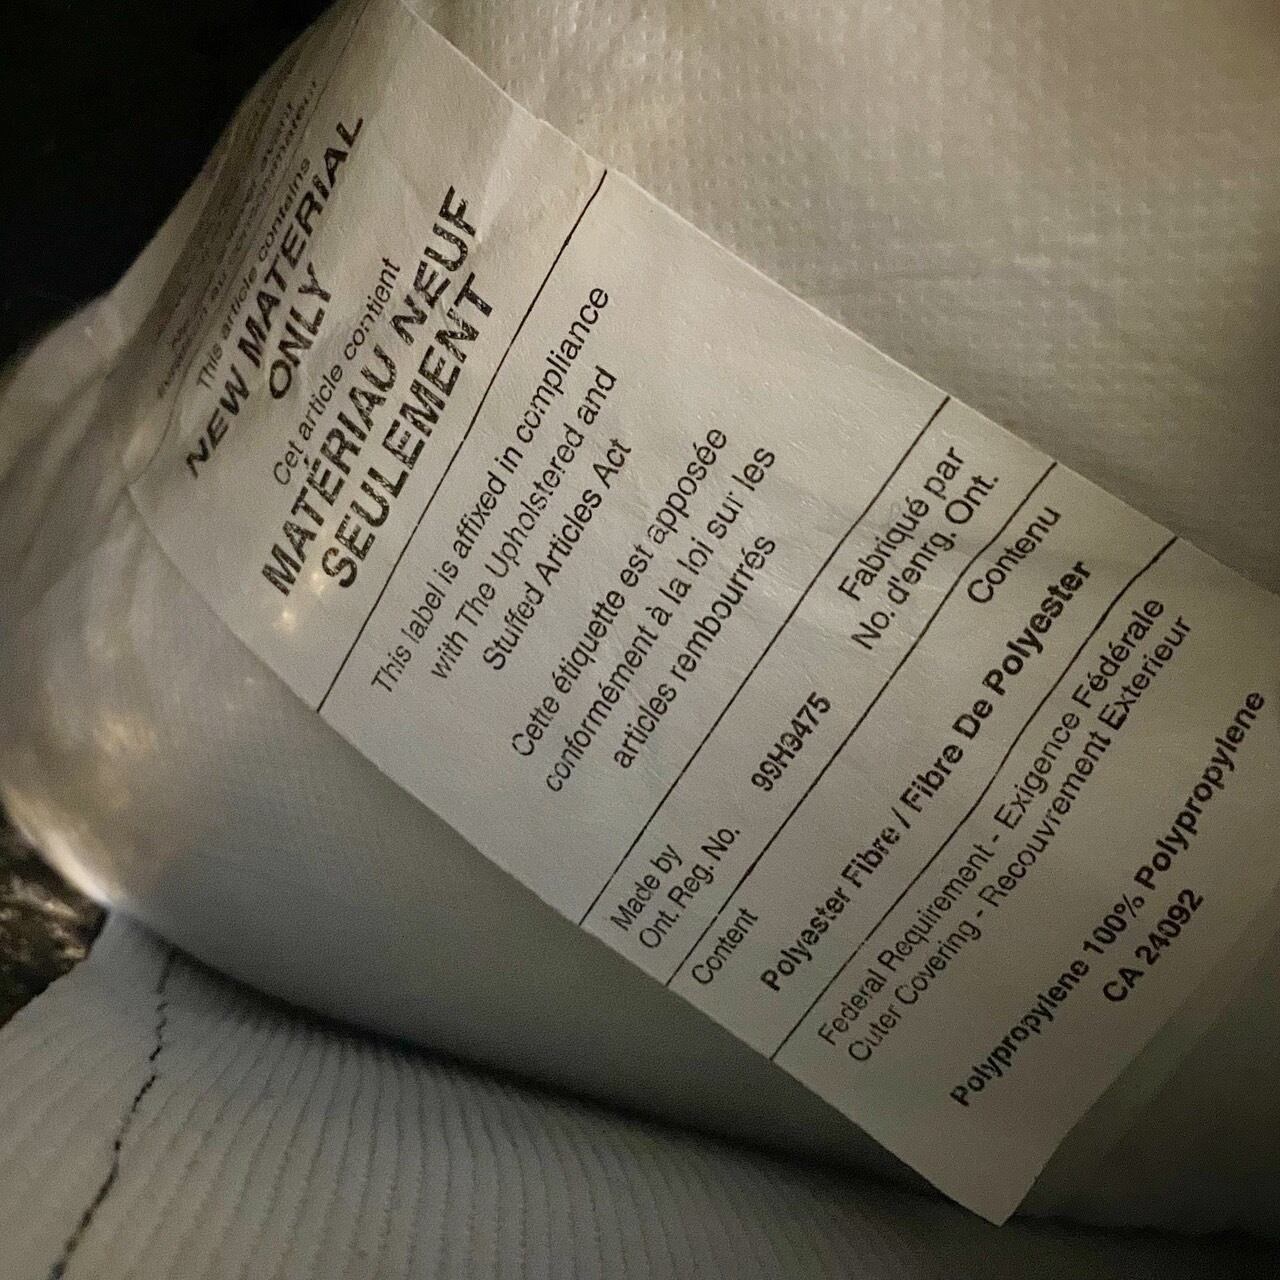 This article contains
NEW MATERIAL
ONLY
Cet article contient
MATÉRIAU NEUF
SEULEMENT
This label is affixed in compliance
with The Upholstered and
Stuffed Articles Act
Cette étiquette est apposée
conformément à la loi sur les
articles rembourrés
Made by Fabriqué par
Ont. Reg. No. 99H9475 No. d'enrg. Ont.
Content Contenu
Polyester Fibre / Fibre De Polyester
Federal Requirement - Exigence Fédérale
Outer Covering - Recouvrement Exterieur
Polypropylene 100% Polypropylene
CA 24092